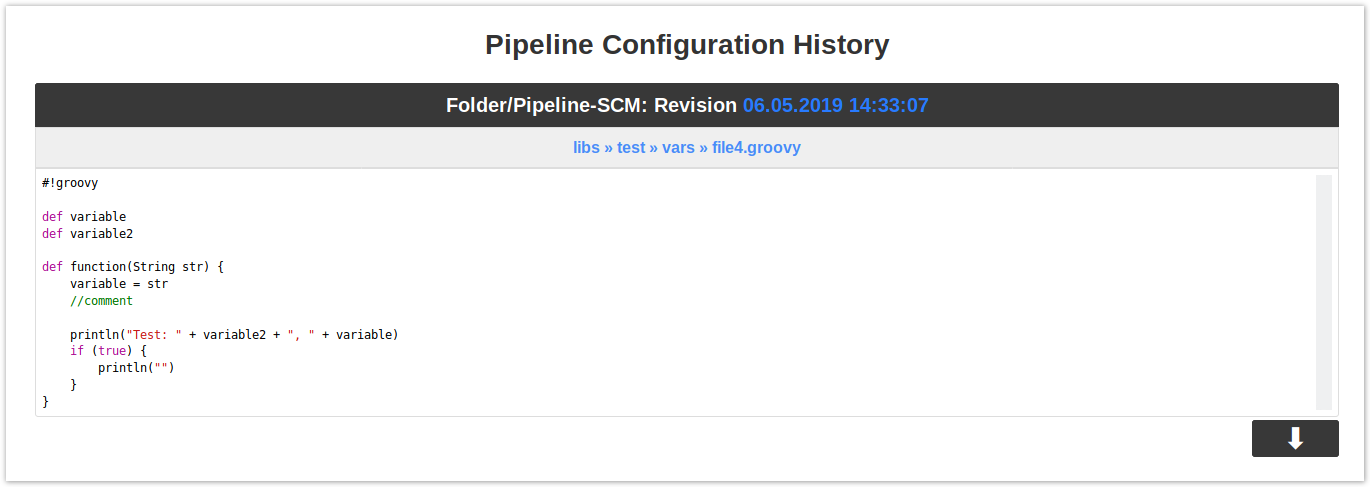 Pipeline Configuration History
Folder/Pipeline-SCM: Revision 06.05.2019 14:33:07
libs » test » vars » file4.groovy
#!groovy
def variable
def variable2
def function(String str) {
    variable = str
    //comment
    println("Test: " + variable2 + ", " + variable)
    if (true) {
        println("")
    }
}